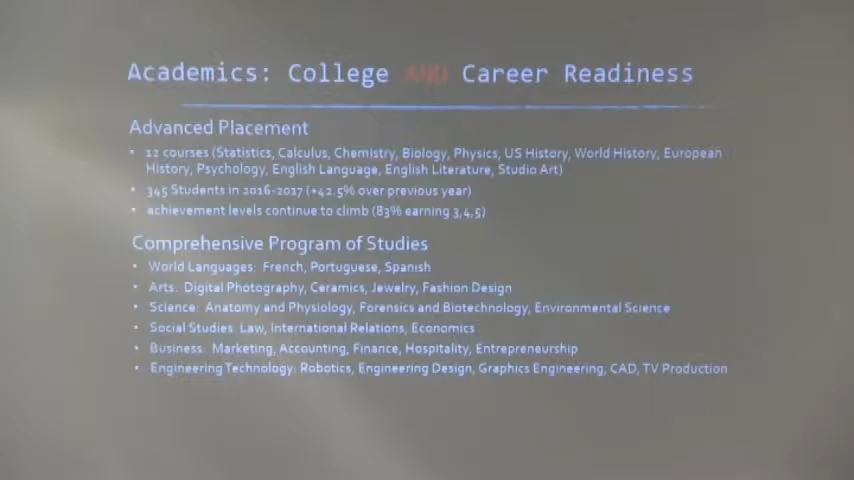 Academics: College AND Career Readiness
Advanced Placement
• 12 courses (Statistics, Calculus, Chemistry, Biology, Physics, US History, World History, European
History, Psychology, English Language, English Literature, Studio Art)
• 345 Students in 2016-2017 (+42.5% over previous year)
• achievement levels continue to climb (83% earning 3,4,5)
Comprehensive Program of Studies
• World Languages: French, Portuguese, Spanish
• Arts: Digital Photography, Ceramics, Jewelry, Fashion Design
• Science: Anatomy and Physiology, Forensics and Biotechnology, Environmental Science
• Social Studies: Law, International Relations, Economics
• Business: Marketing, Accounting, Finance, Hospitality, Entrepreneurship
• Engineering Technology: Robotics, Engineering Design, Graphics Engineering, CAD, TV Production